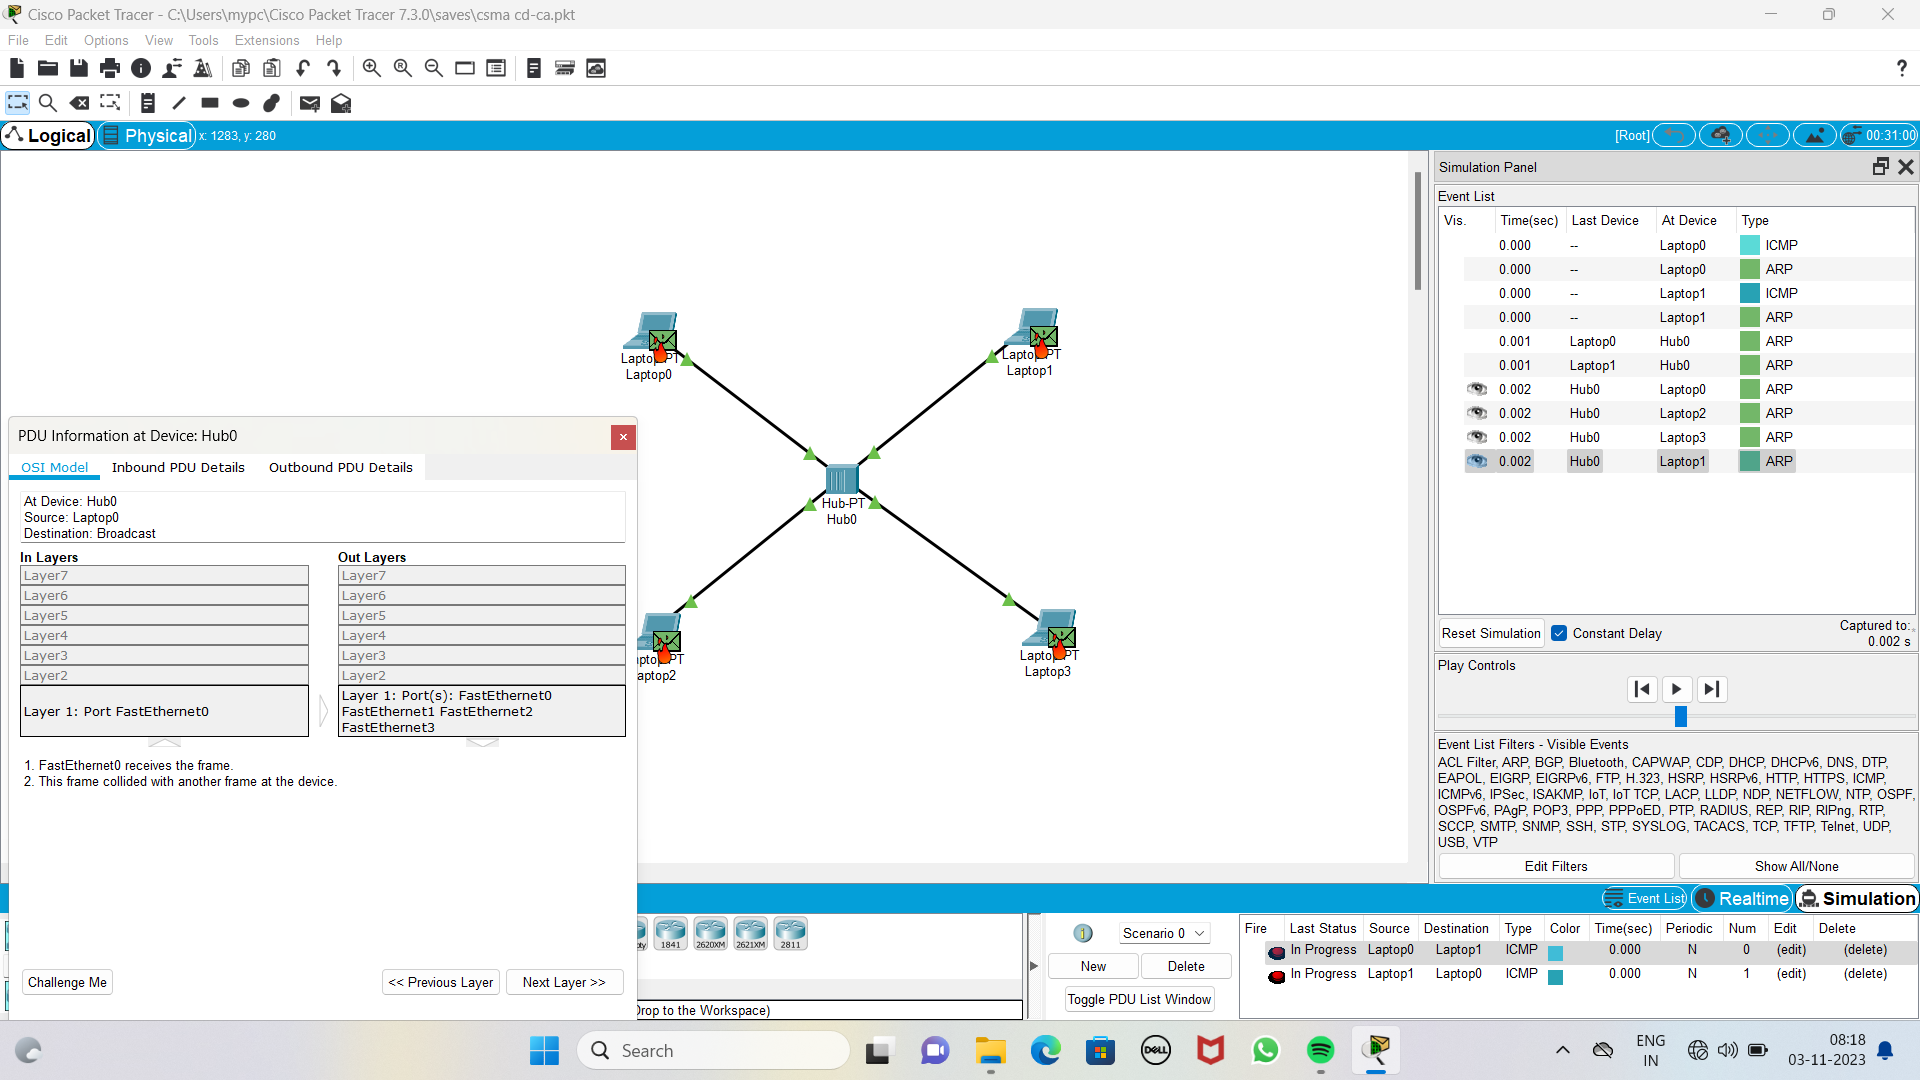 Cisco Packet Tracer - C:\Users\mypc\Cisco Packet Tracer 7.3.0\saves\csma cd-ca.pkt
File Edit Options View Tools Extensions Help
?
Logical Physical x: 1283, y: 280
[Root] 00:31:00
Simulation Panel
Event List
Vis. Time(sec) Last Device At Device Type
0.000 -- Laptop0 ICMP
0.000 -- Laptop0 ARP
0.000 -- Laptop1 ICMP
0.000 -- Laptop1 ARP
0.001 Laptop0 Hub0 ARP
0.001 Laptop1 Hub0 ARP
0.002 Hub0 Laptop0 ARP
0.002 Hub0 Laptop2 ARP
0.002 Hub0 Laptop3 ARP
0.002 Hub0 Laptop1 ARP
Reset Simulation Constant Delay
Captured to:
0.002 s
Play Controls
Event List Filters - Visible Events
ACL Filter, ARP, BGP, Bluetooth, CAPWAP, CDP, DHCP, DHCPv6, DNS, DTP,
EAPOL, EIGRP, EIGRPv6, FTP, H.323, HSRP, HSRPv6, HTTP, HTTPS, ICMP,
ICMPv6, IPSec, ISAKMP, IoT, IoT TCP, LACP, LLDP, NDP, NETFLOW, NTP, OSPF,
OSPFv6, PAgP, POP3, PPP, PPPoED, PTP, RADIUS, REP, RIP, RIPng, RTP,
SCCP, SMTP, SNMP, SSH, STP, SYSLOG, TACACS, TCP, TFTP, Telnet, UDP,
USB, VTP
Edit Filters Show All/None
Event List Realtime Simulation
Laptop-PT
Laptop0
Laptop-PT
Laptop1
Hub-PT
Hub0
ptop-PT
aptop2
Laptop-PT
Laptop3
PDU Information at Device: Hub0
OSI Model Inbound PDU Details Outbound PDU Details
At Device: Hub0
Source: Laptop0
Destination: Broadcast
In Layers
Layer7
Layer6
Layer5
Layer4
Layer3
Layer2
Layer 1: Port FastEthernet0
Out Layers
Layer7
Layer6
Layer5
Layer4
Layer3
Layer2
Layer 1: Port(s): FastEthernet0
FastEthernet1 FastEthernet2
FastEthernet3
1. FastEthernet0 receives the frame.
2. This frame collided with another frame at the device.
Challenge Me << Previous Layer Next Layer >>
1841 2620XM 2621XM 2811
Drop to the Workspace)
Scenario 0
New Delete
Toggle PDU List Window
Fire Last Status Source Destination Type Color Time(sec) Periodic Num Edit Delete
In Progress Laptop0 Laptop1 ICMP 0.000 N 0 (edit) (delete)
In Progress Laptop1 Laptop0 ICMP 0.000 N 1 (edit) (delete)
Search
DELL
ENG
IN
08:18
03-11-2023